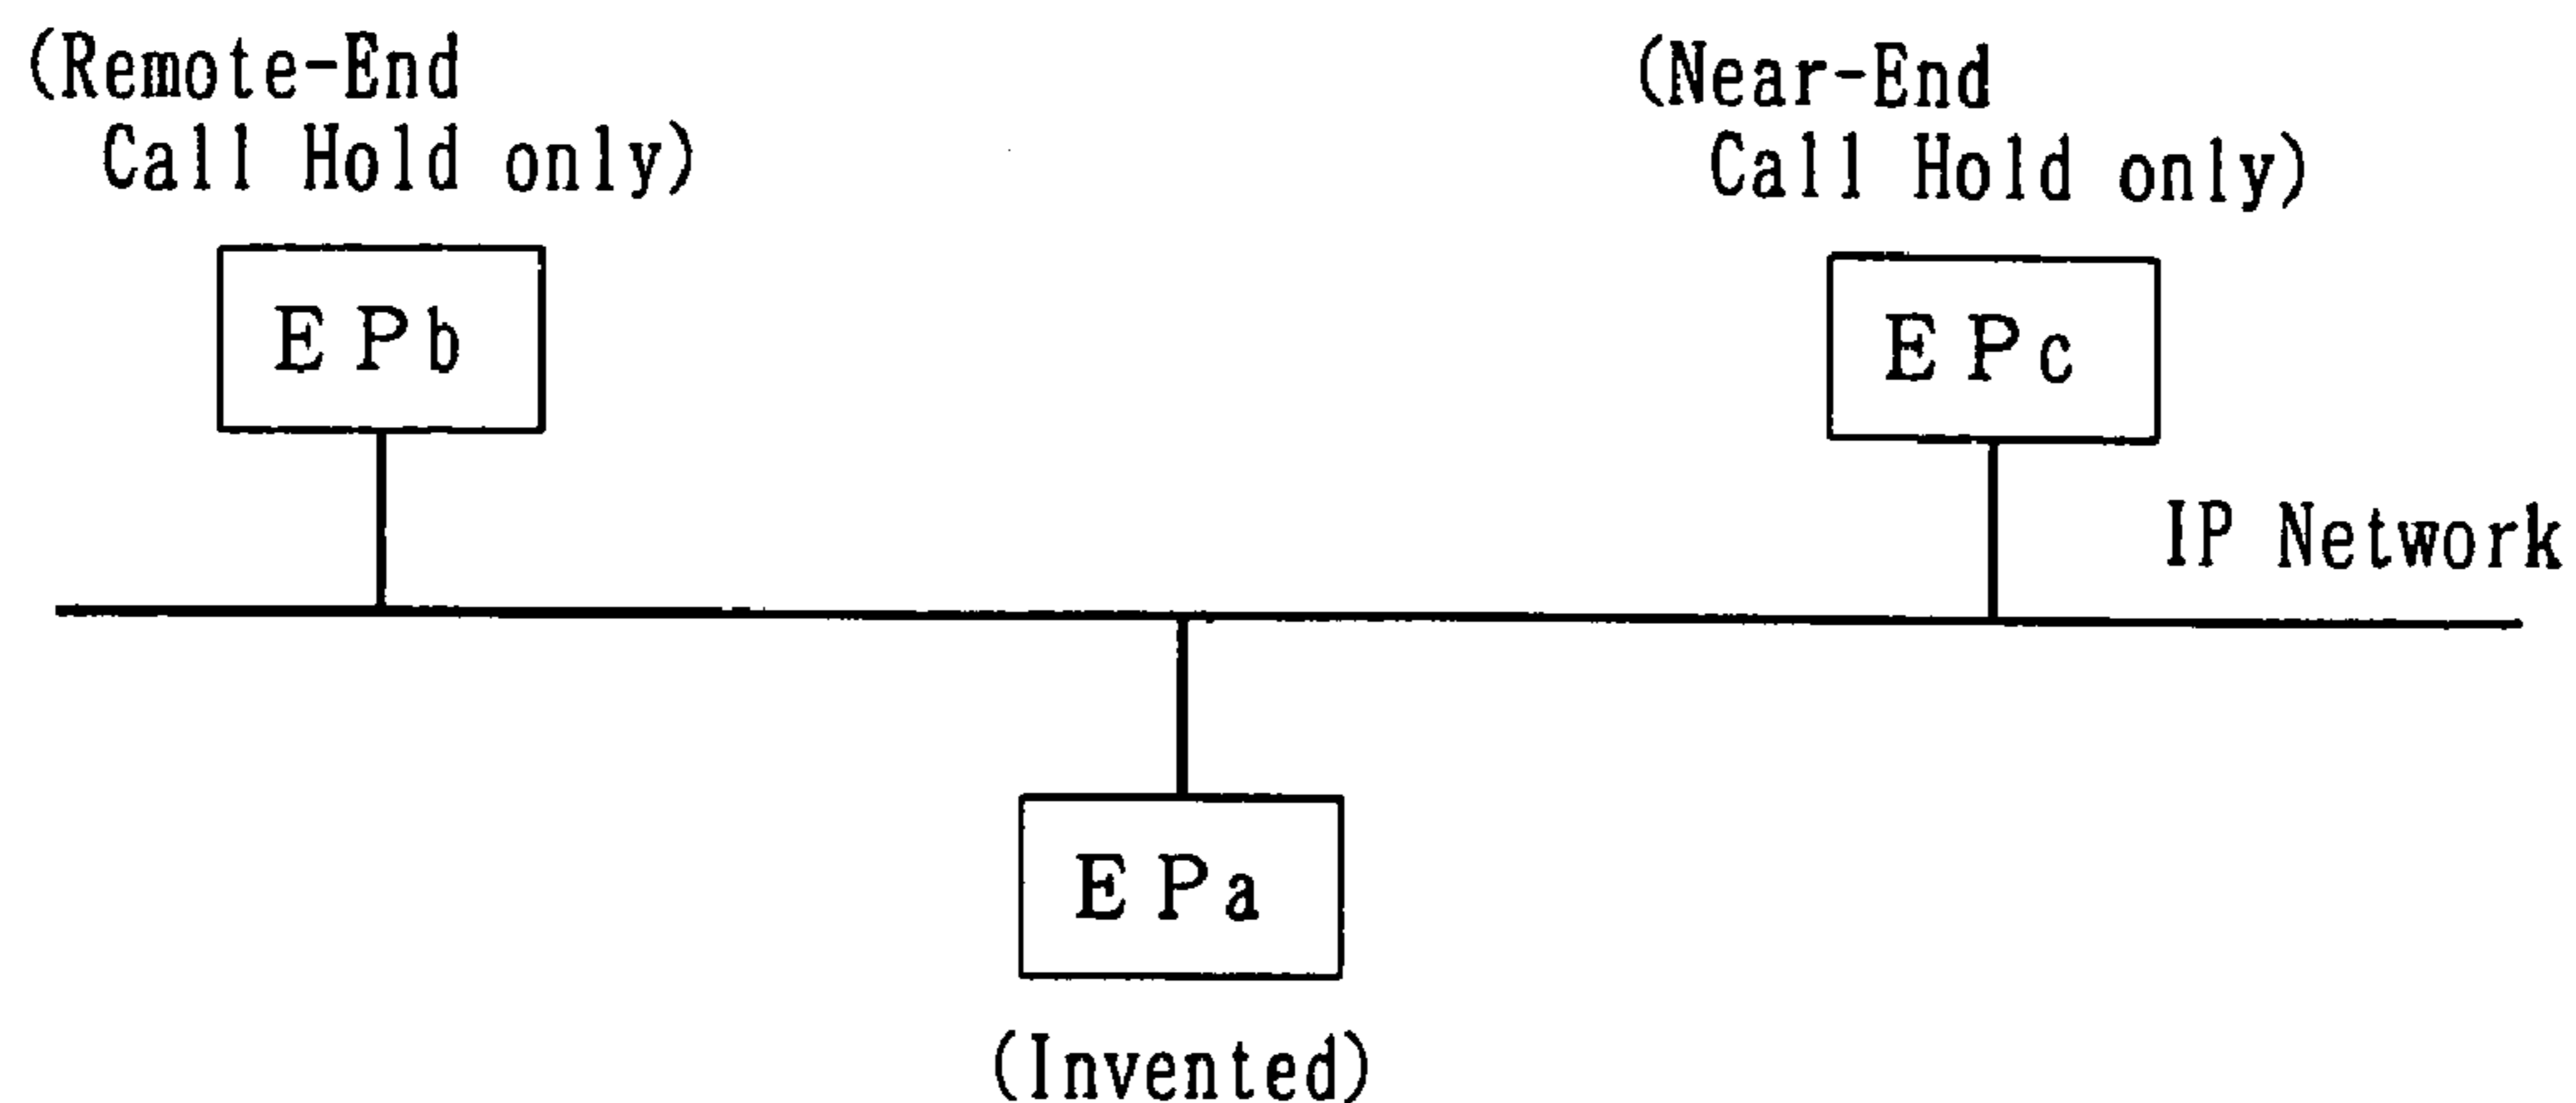 (Remote-End
Call Hold only)
(Near-End
Call Hold only)
EPb
EPc
IP Network
EPa
(Invented)